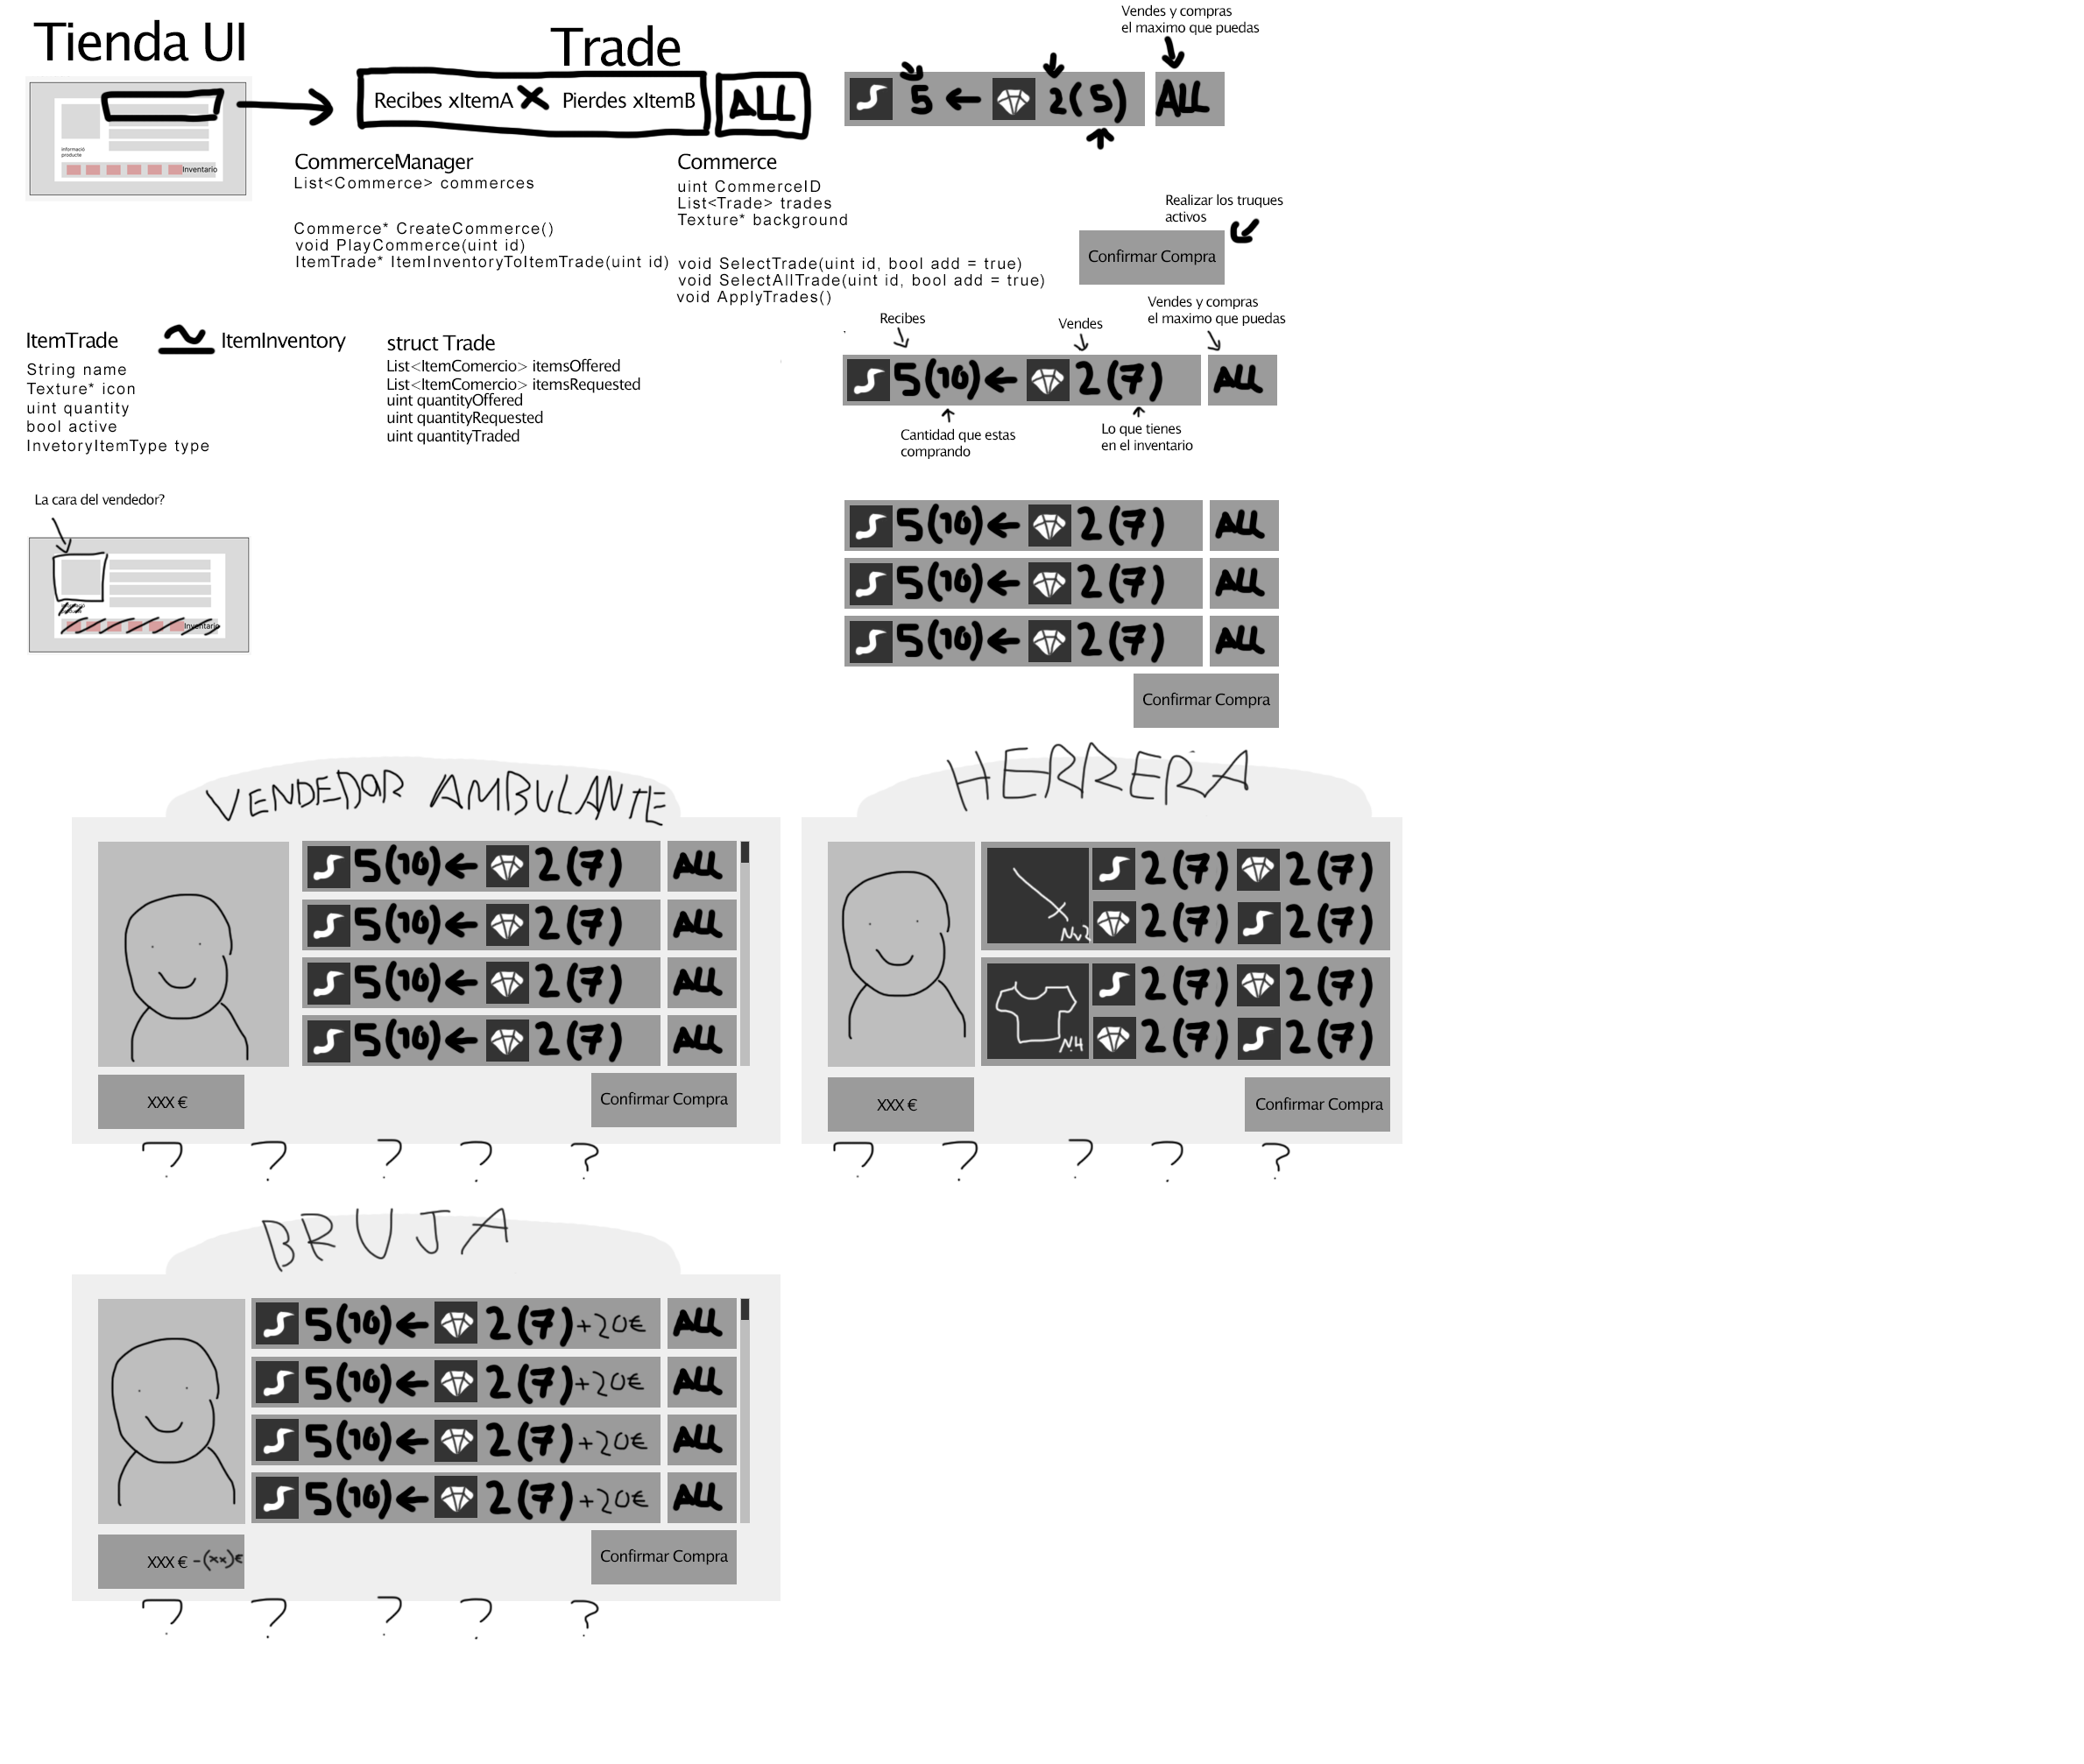 Tienda UI
Trade
Recibes xItemA X Pierdes xItemB
ALL
Informació
producte
Inventario
Vendes y compras
el maximo que puedas
5 ← 2(5)
ALL
CommerceManager
List<Commerce> commerces
Commerce* CreateCommerce()
void PlayCommerce(uint id)
ItemTrade* ItemInventoryToItemTrade(uint id)
Commerce
uint CommerceID
List<Trade> trades
Texture* background
void SelectTrade(uint id, bool add = true)
void SelectAllTrade(uint id, bool add = true)
void ApplyTrades()
Realizar los truques
activos
Confirmar Compra
ItemTrade
ItemInventory
String name
Texture* icon
uint quantity
bool active
InvetoryItemType type
struct Trade
List<ItemComercio> itemsOffered
List<ItemComercio> itemsRequested
uint quantityOffered
uint quantityRequested
uint quantityTraded
Recibes
Vendes
Vendes y compras
el maximo que puedas
5(10)← 2(7)
ALL
Cantidad que estas
comprando
Lo que tienes
en el inventario
La cara del vendedor?
Inventario
5(10)← 2(7) ALL
5(10)← 2(7) ALL
5(10)← 2(7) ALL
Confirmar Compra
VENDEDOR AMBULANTE
5(10)← 2(7) ALL
5(10)← 2(7) ALL
5(10)← 2(7) ALL
5(10)← 2(7) ALL
XXX €
Confirmar Compra
? ? ? ? ?
HERRERA
Nv2
2(7) 2(7)
2(7) 2(7)
N4
2(7) 2(7)
2(7) 2(7)
XXX €
Confirmar Compra
? ? ? ? ?
BRUJA
5(10)← 2(7)+20€ ALL
5(10)← 2(7)+20€ ALL
5(10)← 2(7)+20€ ALL
5(10)← 2(7)+20€ ALL
XXX € -(xx)€
Confirmar Compra
? ? ? ? ?